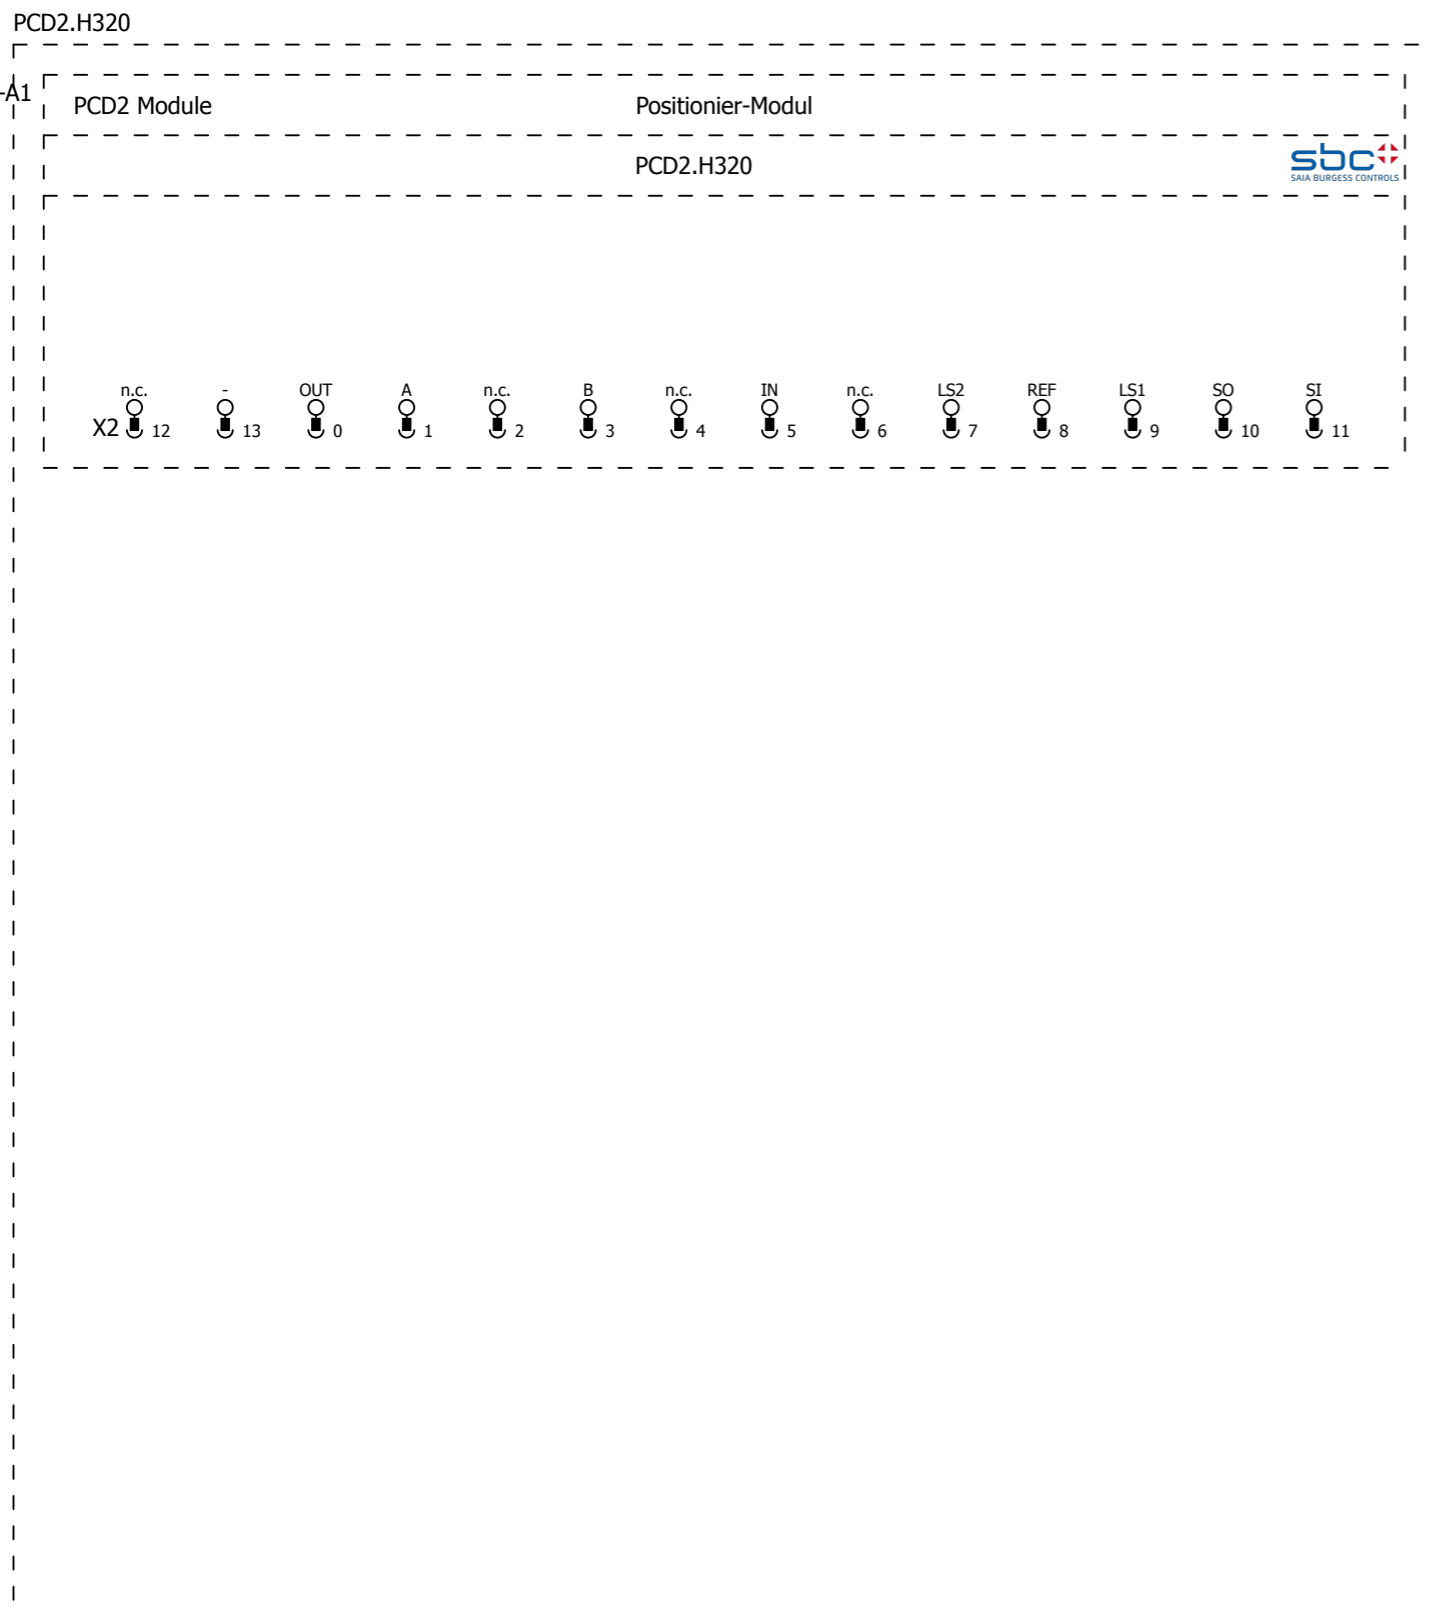 PCD2.H320
-A1
PCD2 Module Positionier-Modul
PCD2.H320
sbc
SAIA BURGESS CONTROLS
n.c. - OUT A n.c. B n.c. IN n.c. LS2 REF LS1 SO SI
X2 12 13 0 1 2 3 4 5 6 7 8 9 10 11